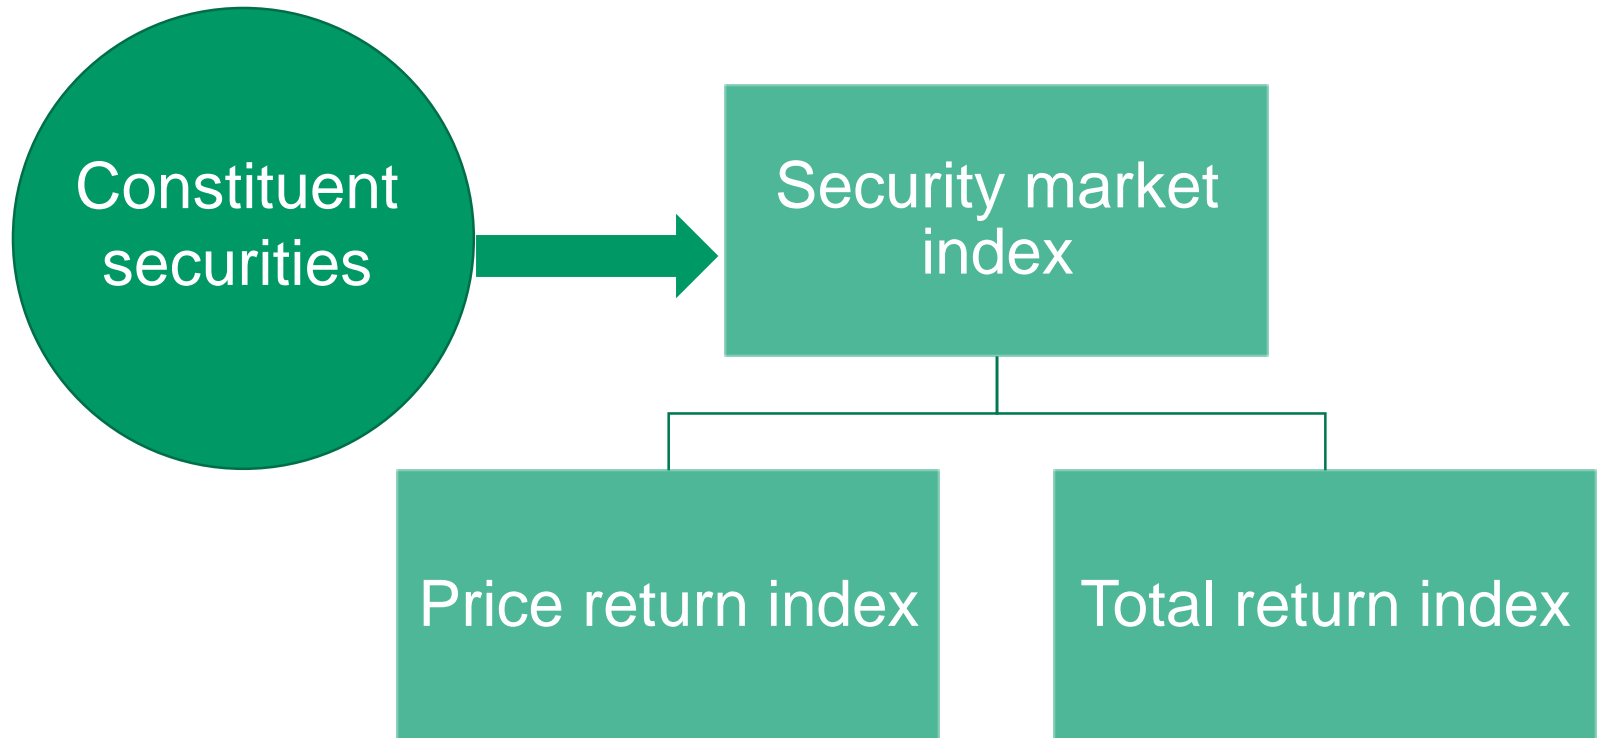 Constituent
securities
Security market
index
Price return index
Total return index